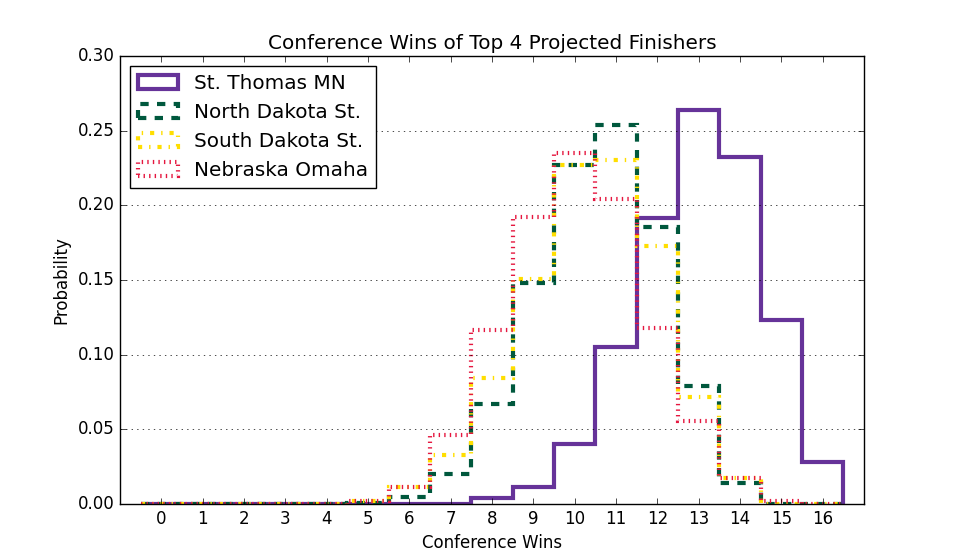 Conference Wins of Top 4 Projected Finishers
0.30
0.25
0.20
0.15
0.10
0.05
0.00
Probability
St. Thomas MN
North Dakota St.
South Dakota St.
Nebraska Omaha
0 1 2 3 4 5 6 7 8 9 10 11 12 13 14 15 16
Conference Wins